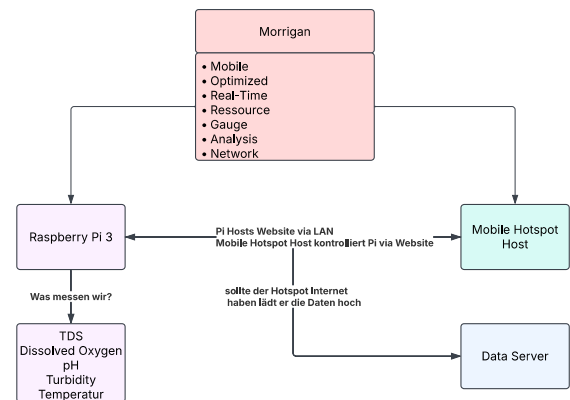 Morrigan
• Mobile
• Optimized
• Real-Time
• Ressource
• Gauge
• Analysis
• Network
Raspberry Pi 3
Pi Hosts Website via LAN
Mobile Hotspot Host kontrolliert Pi via Website
Mobile Hotspot
Host
Was messen wir?
sollte der Hotspot Internet
haben lädt er die Daten hoch
TDS
Dissolved Oxygen
pH
Turbidity
Temperatur
Data Server